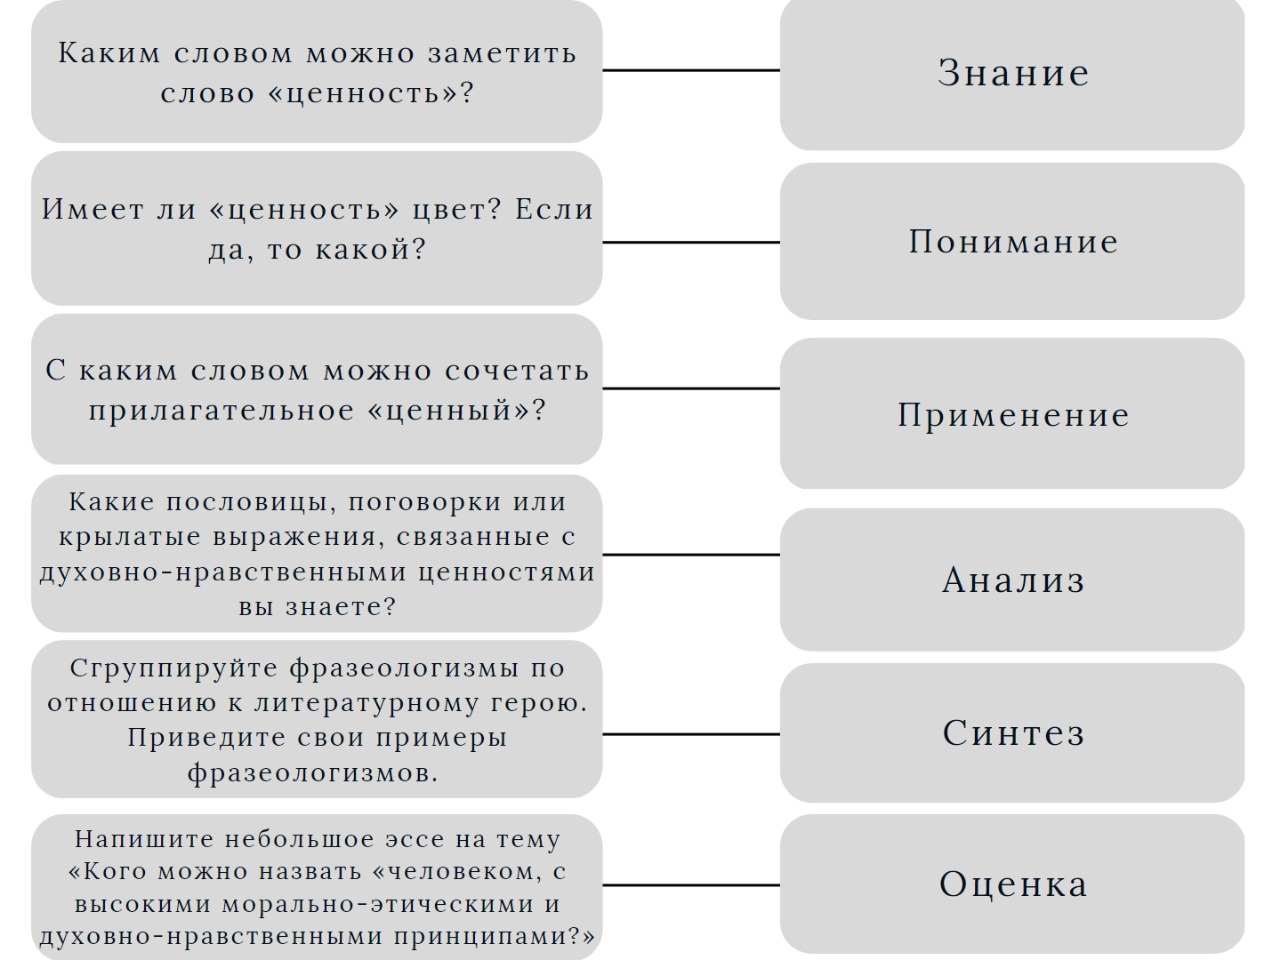 Каким словом можно заметить
слово «ценность»?
Знание
Имеет ли «ценность» цвет? Если
да, то какой?
Понимание
С каким словом можно сочетать
прилагательное «ценный»?
Применение
Какие пословицы, поговорки или
крылатые выражения, связанные с
духовно-нравственными ценностями
вы знаете?
Анализ
Сгруппируйте фразеологизмы по
отношению к литературному герою.
Приведите свои примеры
фразеологизмов.
Синтез
Напишите небольшое эссе на тему
«Кого можно назвать «человеком, с
высокими морально-этическими и
духовно-нравственными принципами?»
Оценка